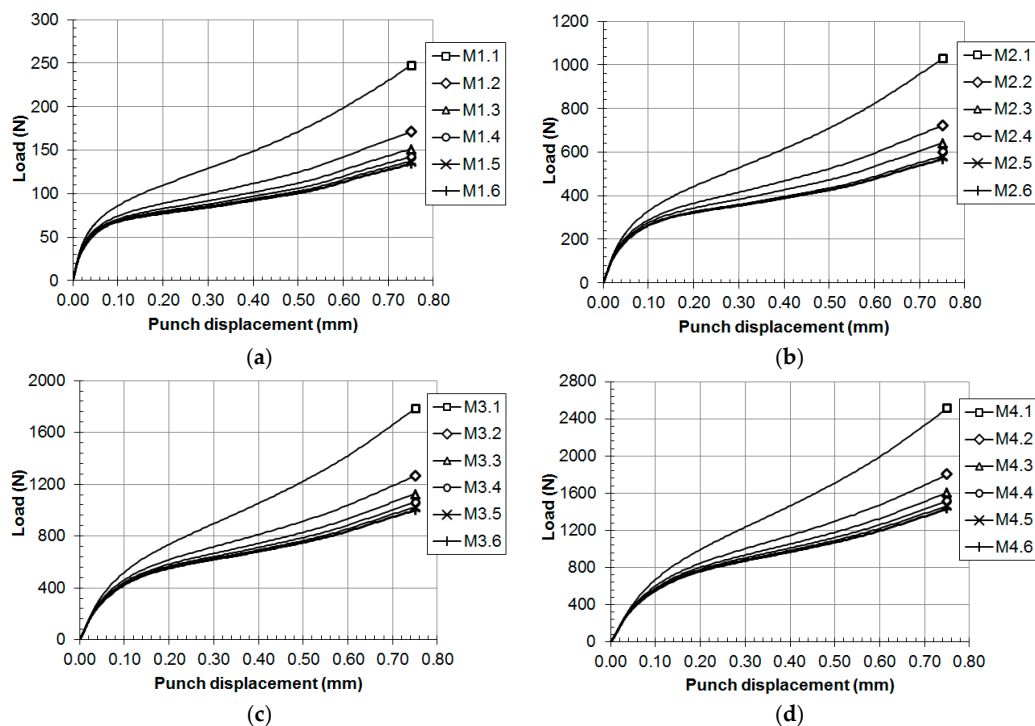 (a)
Load (N)
300
250
200
150
100
50
0
0.00 0.10 0.20 0.30 0.40 0.50 0.60 0.70 0.80
Punch displacement (mm)
M1.1
M1.2
M1.3
M1.4
M1.5
M1.6
(b)
Load (N)
1200
1000
800
600
400
200
0
0.00 0.10 0.20 0.30 0.40 0.50 0.60 0.70 0.80
Punch displacement (mm)
M2.1
M2.2
M2.3
M2.4
M2.5
M2.6
(c)
Load (N)
2000
1600
1200
800
400
0
0.00 0.10 0.20 0.30 0.40 0.50 0.60 0.70 0.80
Punch displacement (mm)
M3.1
M3.2
M3.3
M3.4
M3.5
M3.6
(d)
Load (N)
2800
2400
2000
1600
1200
800
400
0
0.00 0.10 0.20 0.30 0.40 0.50 0.60 0.70 0.80
Punch displacement (mm)
M4.1
M4.2
M4.3
M4.4
M4.5
M4.6